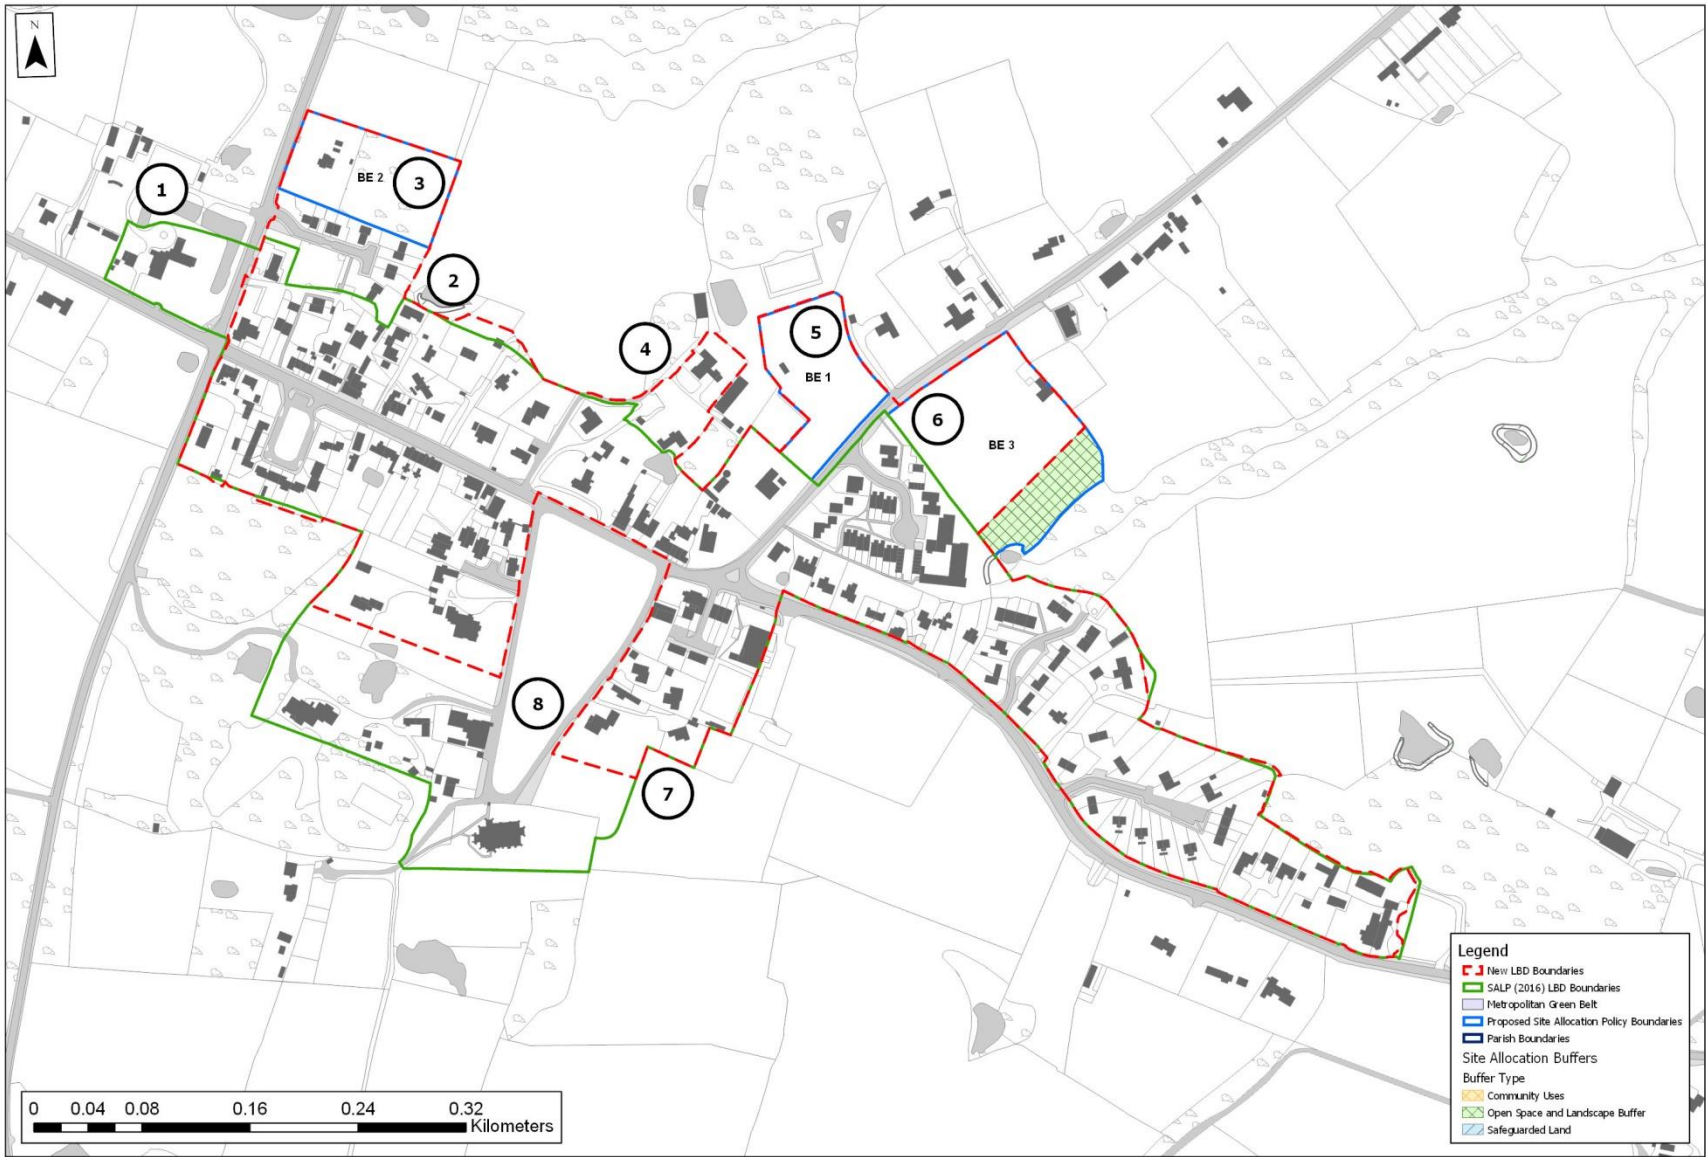 N
1
BE 2
3
2
4
5
BE 1
6
BE 3
8
7
Legend
New LBD Boundaries
SALP (2016) LBD Boundaries
Metropolitan Green Belt
Proposed Site Allocation Policy Boundaries
Parish Boundaries
Site Allocation Buffers
Buffer Type
Community Uses
Open Space and Landscape Buffer
Safeguarded Land
0 0.04 0.08 0.16 0.24 0.32
Kilometers